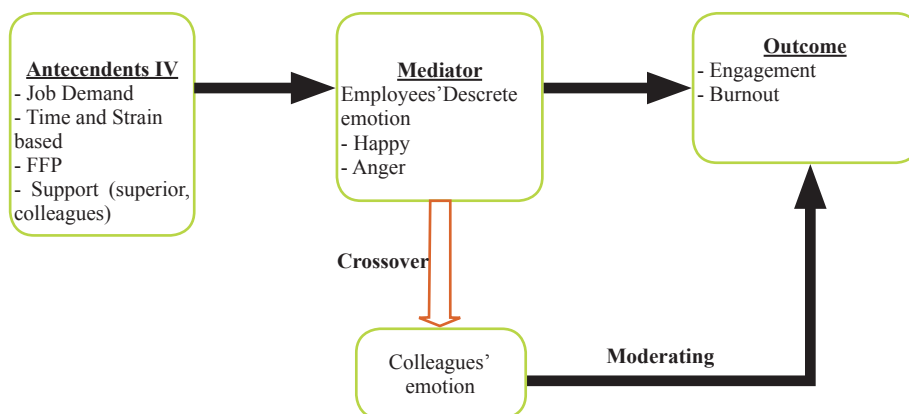 Antecendents IV
- Job Demand
- Time and Strain
based
- FFP
- Support (superior,
colleagues)
Mediator
Employees'Descrete
emotion
- Happy
- Anger
Outcome
- Engagement
- Burnout
Crossover
Colleagues'
emotion
Moderating